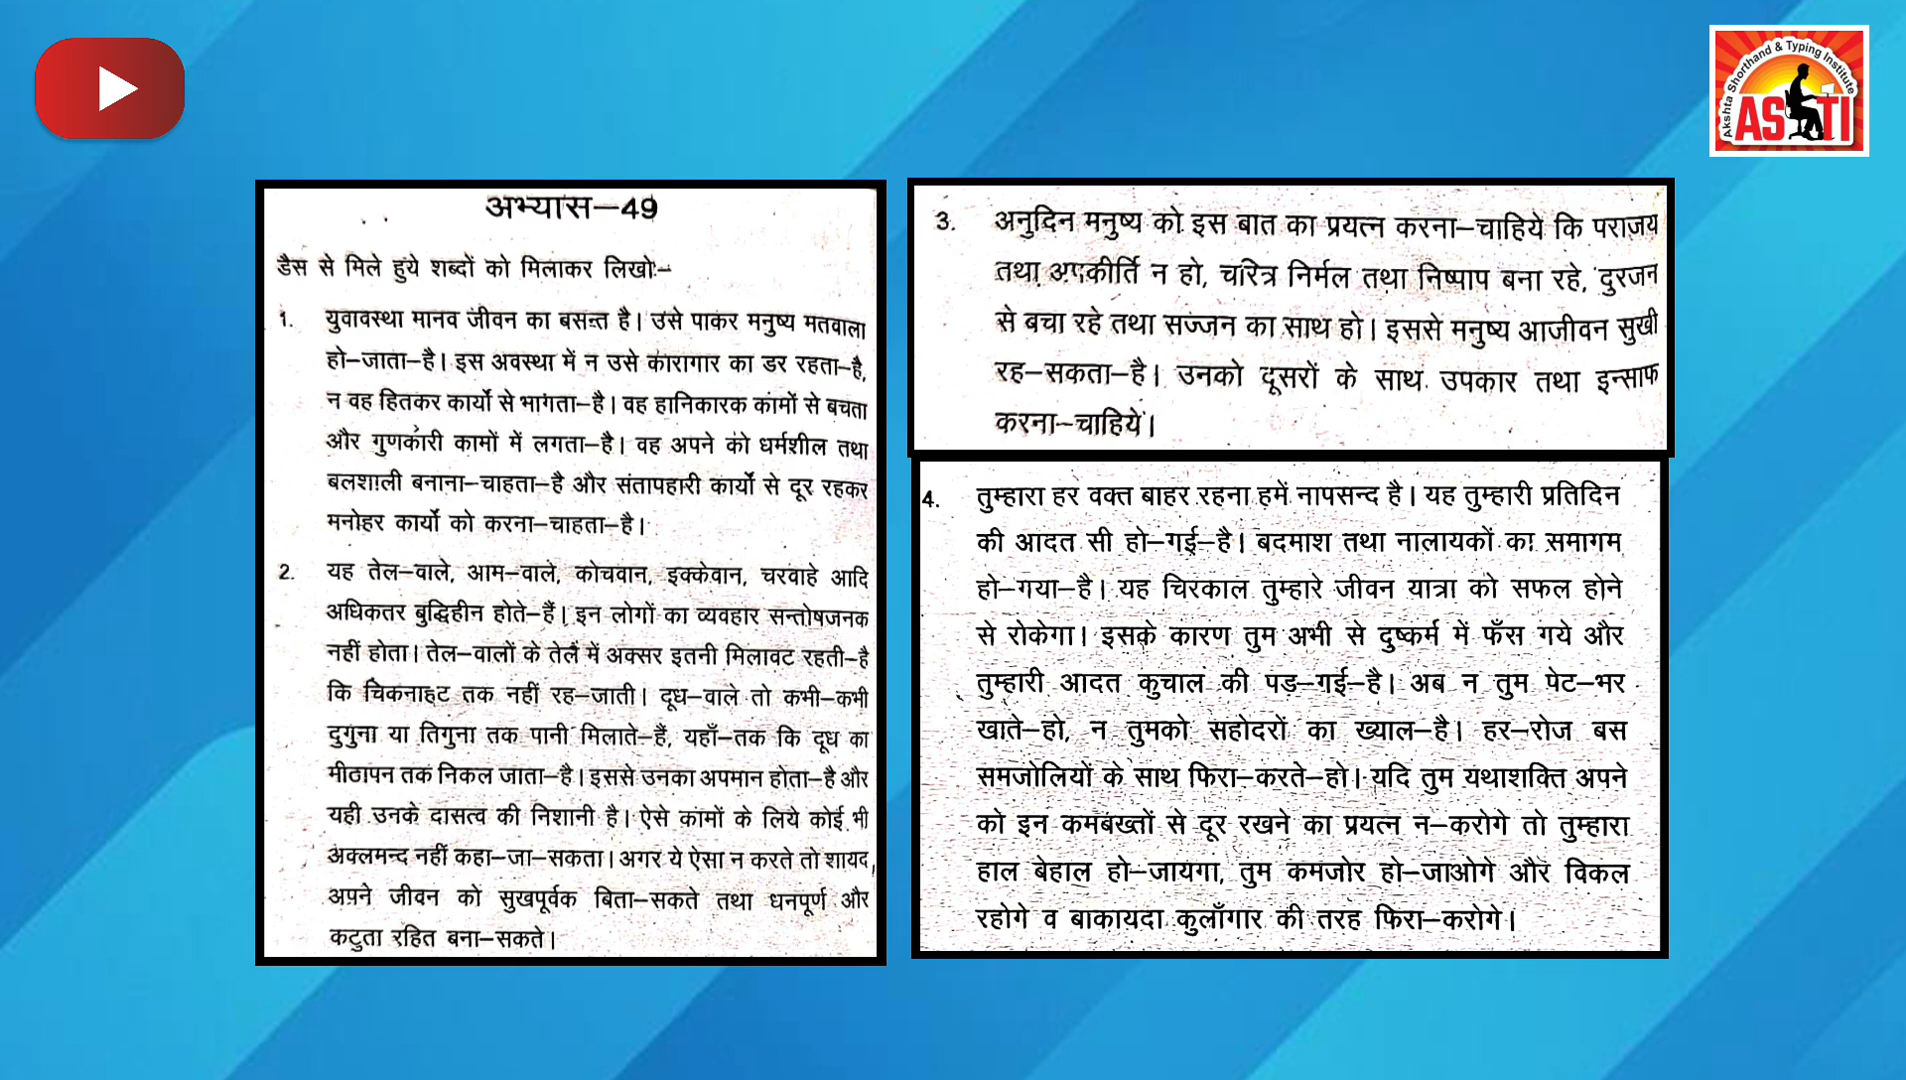 Akshta Shorthand & Typing Institute
ASTI
अभ्यास–49
डैस से मिले हुये शब्दों को मिलाकर लिखो:–
1. युवावस्था मानव जीवन का बसन्त है। उसे पाकर मनुष्य मतवाला
हो–जाता–है। इस अवस्था में न उसे कारागार का डर रहता–है,
न वह हितकर कार्यो से भागता–है। वह हानिकारक कामों से बचता
और गुणकारी कामों में लगता–है। वह अपने को धर्मशील तथा
बलशाली बनाना–चाहता–है और संतापहारी कार्यों से दूर रहकर
मनोहर कार्यों को करना–चाहता–है।
2. यह तेल–वाले, आम–वाले, कोचवान, इक्केवान, चरवाहे आदि
अधिकतर बुद्धिहीन होते–हैं। इन लोगों का व्यवहार सन्तोषजनक
नहीं होता। तेल–वालों के तेल में अक्सर इतनी मिलावट रहती–है
कि चिकनाहट तक नहीं रह–जाती। दूध–वाले तो कभी–कभी
दुगुना या तिगुना तक पानी मिलाते–हैं, यहाँ–तक कि दूध का
मीठापन तक निकल जाता–है। इससे उनका अपमान होता–है और
यही उनके दासत्व की निशानी है। ऐसे कामों के लिये कोई भी
अक्लमन्द नहीं कहा–जा–सकता। अगर ये ऐसा न करते तो शायद,
अपने जीवन को सुखपूर्वक बिता–सकते तथा धनपूर्ण और
कटुता रहित बना–सकते।
3. अनुदिन मनुष्य को इस बात का प्रयत्न करना–चाहिये कि पराजय
तथा अपकीर्ति न हो, चरित्र निर्मल तथा निष्पाप बना रहे, दुरजन
से बचा रहे तथा सज्जन का साथ हो। इससे मनुष्य आजीवन सुखी
रह–सकता–है। उनको दूसरों के साथ उपकार तथा इन्साफ
करना–चाहिये।
4. तुम्हारा हर वक्त बाहर रहना हमें नापसन्द है। यह तुम्हारी प्रतिदिन
की आदत सी हो–गई–है। बदमाश तथा नालायकों का समागम
हो–गया–है। यह चिरकाल तुम्हारे जीवन यात्रा को सफल होने
से रोकेगा। इसके कारण तुम अभी से दुष्कर्म में फँस गये और
तुम्हारी आदत कुचाल की पड़–गई–है। अब न तुम पेट–भर
खाते–हो, न तुमको सहोदरों का ख्याल–है। हर–रोज बस
समजोलियों के साथ फिरा–करते–हो। यदि तुम यथाशक्ति अपने
को इन कमबख्तों से दूर रखने का प्रयत्न न–करोगे तो तुम्हारा
हाल बेहाल हो–जायगा, तुम कमजोर हो–जाओगे और विकल
रहोगे व बाकायदा कुलाँगार की तरह फिरा–करोगे।